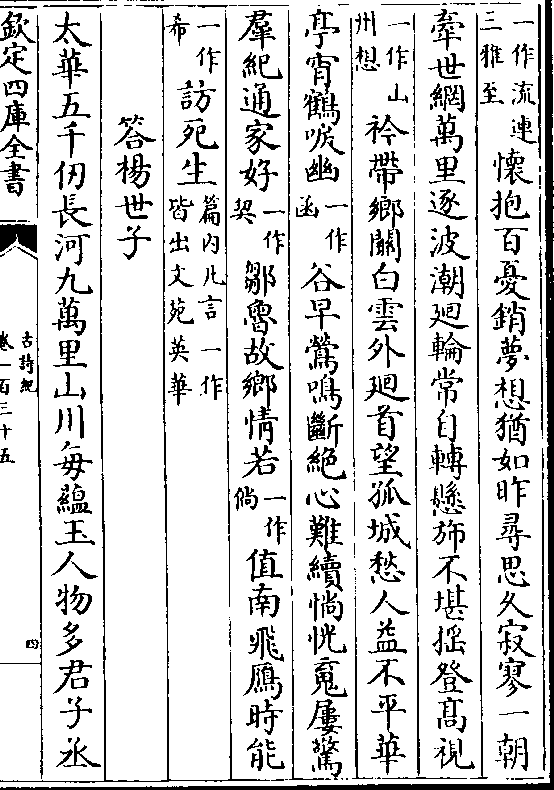 一作流連三雅至懷抱百憂銷夢想猶如昨尋思久寂寥一朝
牽世網萬里逐波潮廻輪常自轉懸斾不堪揺登髙視
一作山州想衿帶鄉關白雲外廻首望孤城愁人益不平華
亭宵鶴唳幽一作函谷早鶯鳴斷絶心難續惝怳䰟屢驚
羣紀通家好一作契鄒魯故鄉情若一作倘值南飛鴈時能
一作希訪死生篇内凡言一作皆出文苑英華
答楊世子
太華五千仞長河九萬里山川毎藴玉人物多君子丞
欽定四庫全書
古詩紀
卷一百三十五
四